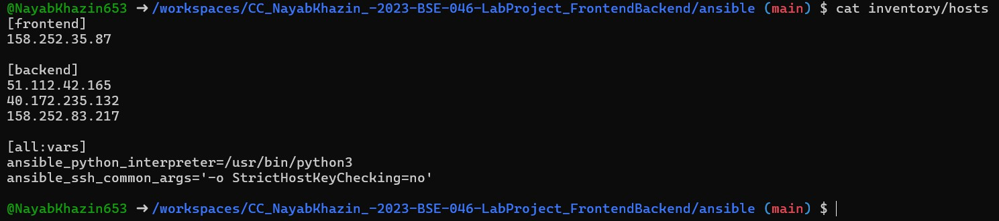 @NayabKhazin653 ➜ /workspaces/CC_NayabKhazin_-2023-BSE-046-LabProject_FrontendBackend/ansible (main) $ cat inventory/hosts
[frontend]
158.252.35.87

[backend]
51.112.42.165
40.172.235.132
158.252.83.217

[all:vars]
ansible_python_interpreter=/usr/bin/python3
ansible_ssh_common_args='-o StrictHostKeyChecking=no'

@NayabKhazin653 ➜ /workspaces/CC_NayabKhazin_-2023-BSE-046-LabProject_FrontendBackend/ansible (main) $